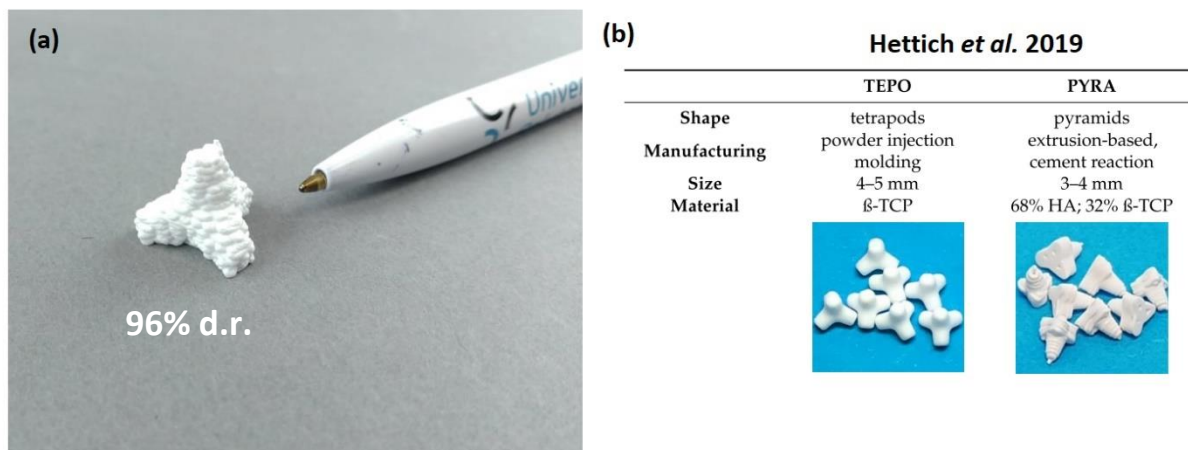 (a)
Univer
96% d.r.
(b)
Hettich et al. 2019
TEPO PYRA
Shape tetrapods pyramids
Manufacturing powder injection molding extrusion-based, cement reaction
Size 4–5 mm 3–4 mm
Material ß-TCP 68% HA; 32% ß-TCP